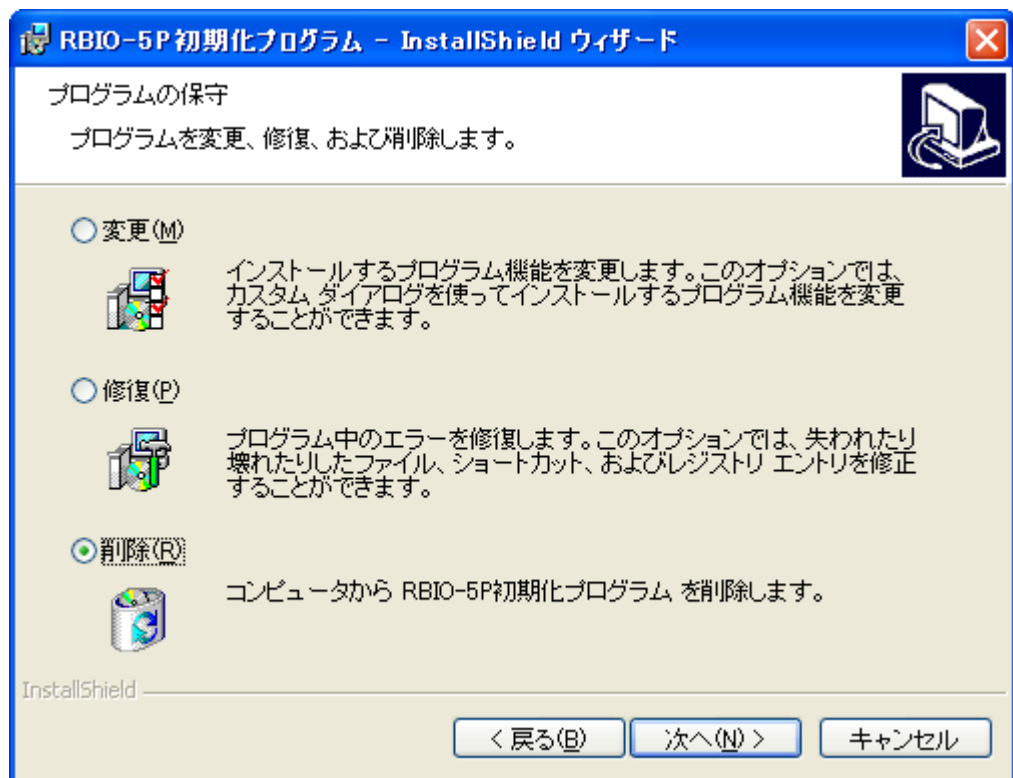 RBIO-5P初期化プログラム - InstallShield ウィザード
プログラムの保守
プログラムを変更、修復、および削除します。
変更(M)
インストールするプログラム機能を変更します。このオプションでは、
カスタム ダイアログを使ってインストールするプログラム機能を変更
することができます。
修復(P)
プログラム中のエラーを修復します。このオプションでは、失われたり
壊れたりしたファイル、ショートカット、およびレジストリ エントリを修正
することができます。
削除(R)
コンピュータから RBIO-5P初期化プログラム を削除します。
InstallShield
< 戻る(B)
次へ(N) >
キャンセル